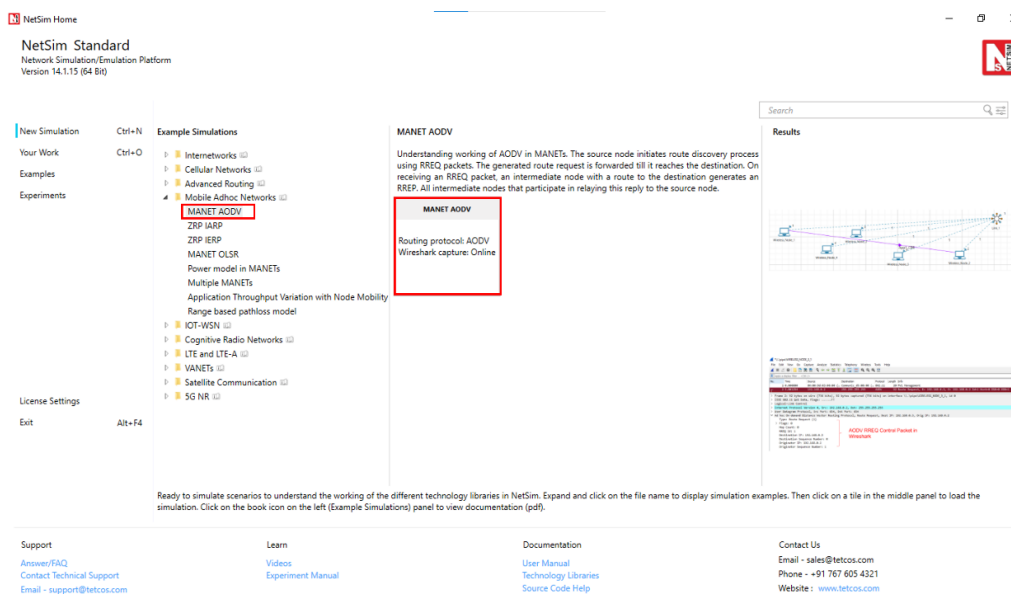 NetSim Home
NetSim Standard
Network Simulation/Emulation Platform
Version 14.1.15 (64 Bit)
NETSIM
Search
New Simulation Ctrl+N
Your Work Ctrl+O
Examples
Experiments
License Settings
Exit Alt+F4
Example Simulations
Internetworks
Cellular Networks
Advanced Routing
Mobile Adhoc Networks
MANET AODV
ZRP IARP
ZRP IERP
MANET OLSR
Power model in MANETs
Multiple MANETs
Application Throughput Variation with Node Mobility
Range based pathloss model
IOT-WSN
Cognitive Radio Networks
LTE and LTE-A
VANETs
Satellite Communication
5G NR
MANET AODV
Understanding working of AODV in MANETs. The source node initiates route discovery process
using RREQ packets. The generated route request is forwarded till it reaches the destination. On
receiving an RREQ packet, an intermediate node with a route to the destination generates an
RREP. All intermediate nodes that participate in relaying this reply to the source node.
MANET AODV
Routing protocol: AODV
Wireshark capture: Online
Results
AODV RREQ Control Packet in
Wireshark
Ready to simulate scenarios to understand the working of the different technology libraries in NetSim. Expand and click on the file name to display simulation examples. Then click on a tile in the middle panel to load the
simulation. Click on the book icon on the left (Example Simulations) panel to view documentation (pdf).
Support
Answer/FAQ
Contact Technical Support
Email - support@tetcos.com
Learn
Videos
Experiment Manual
Documentation
User Manual
Technology Libraries
Source Code Help
Contact Us
Email - sales@tetcos.com
Phone - +91 767 605 4321
Website : www.tetcos.com